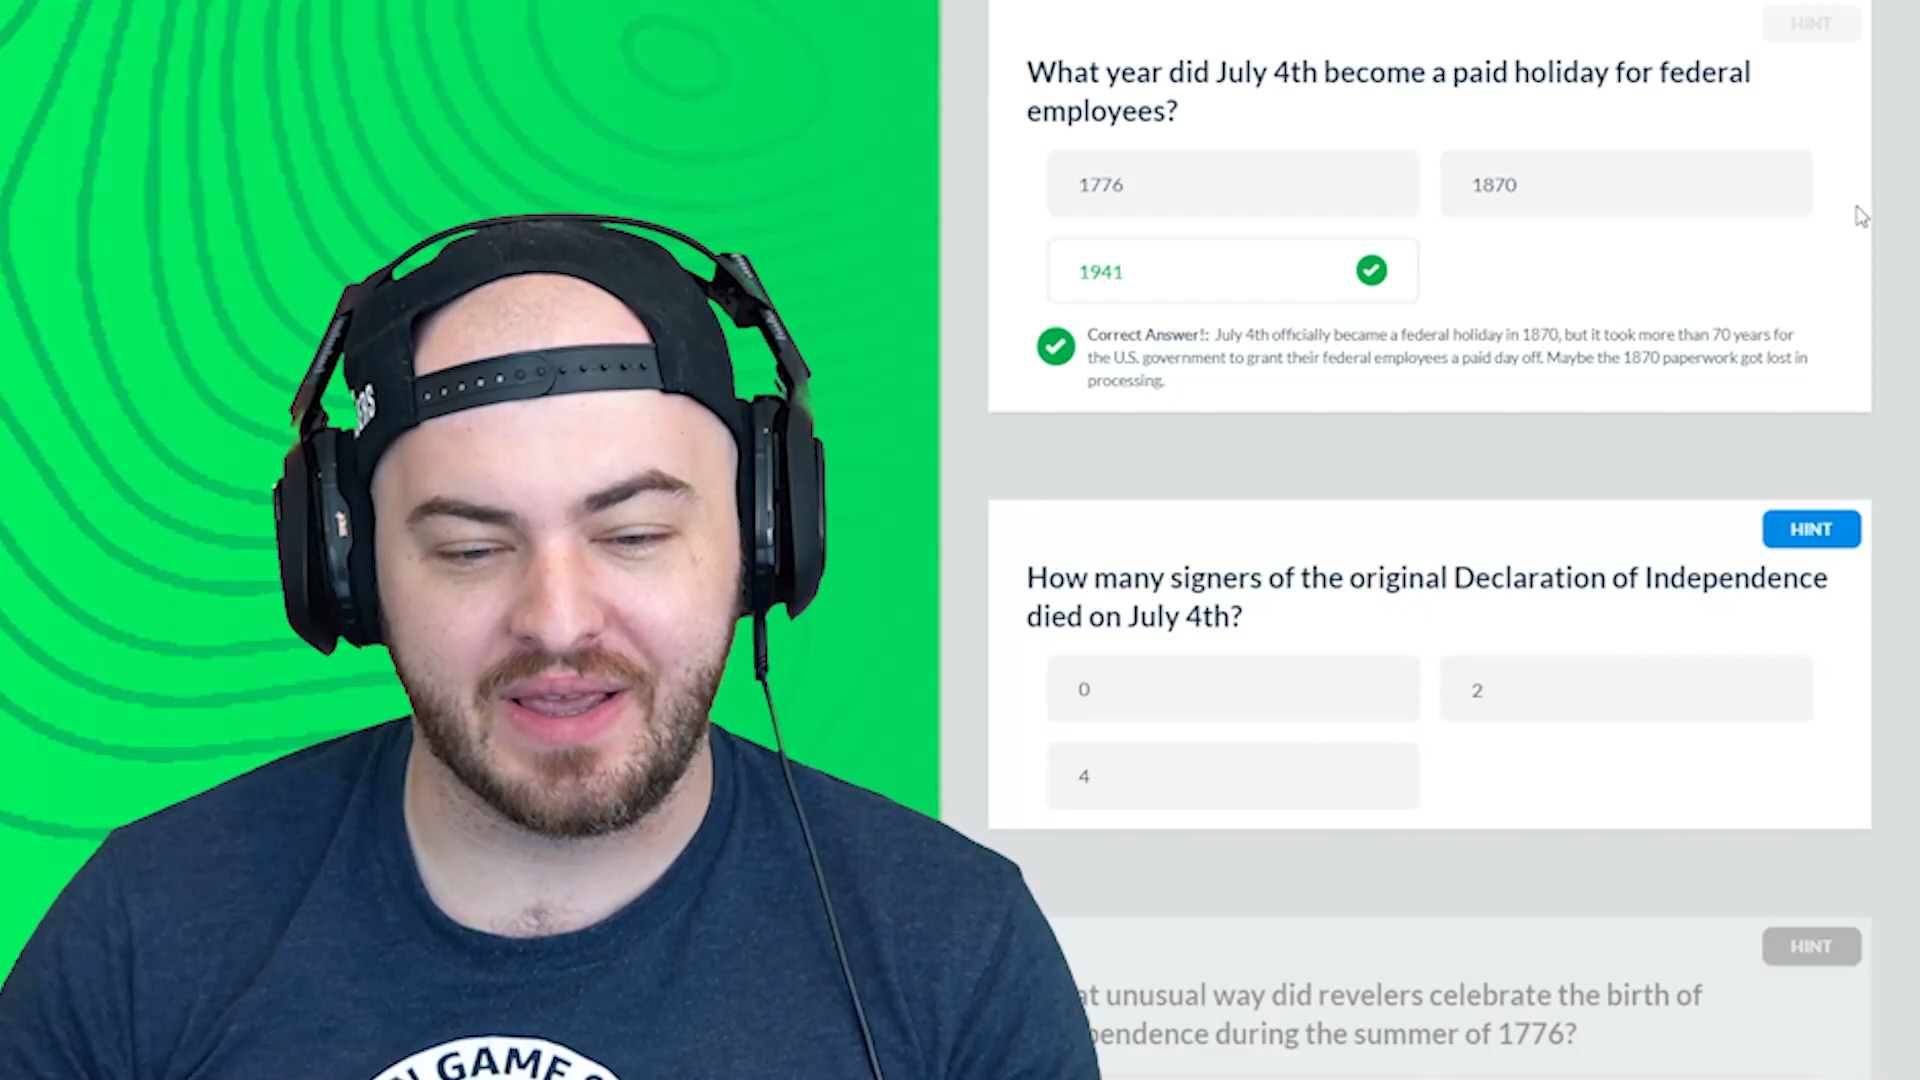 HINT
What year did July 4th become a paid holiday for federal
employees?
1776
1870
1941
Correct Answer!: July 4th officially became a federal holiday in 1870, but it took more than 70 years for
the U.S. government to grant their federal employees a paid day off. Maybe the 1870 paperwork got lost in
processing.
HINT
How many signers of the original Declaration of Independence
died on July 4th?
0
2
4
HINT
at unusual way did revelers celebrate the birth of
pendence during the summer of 1776?
N GAME